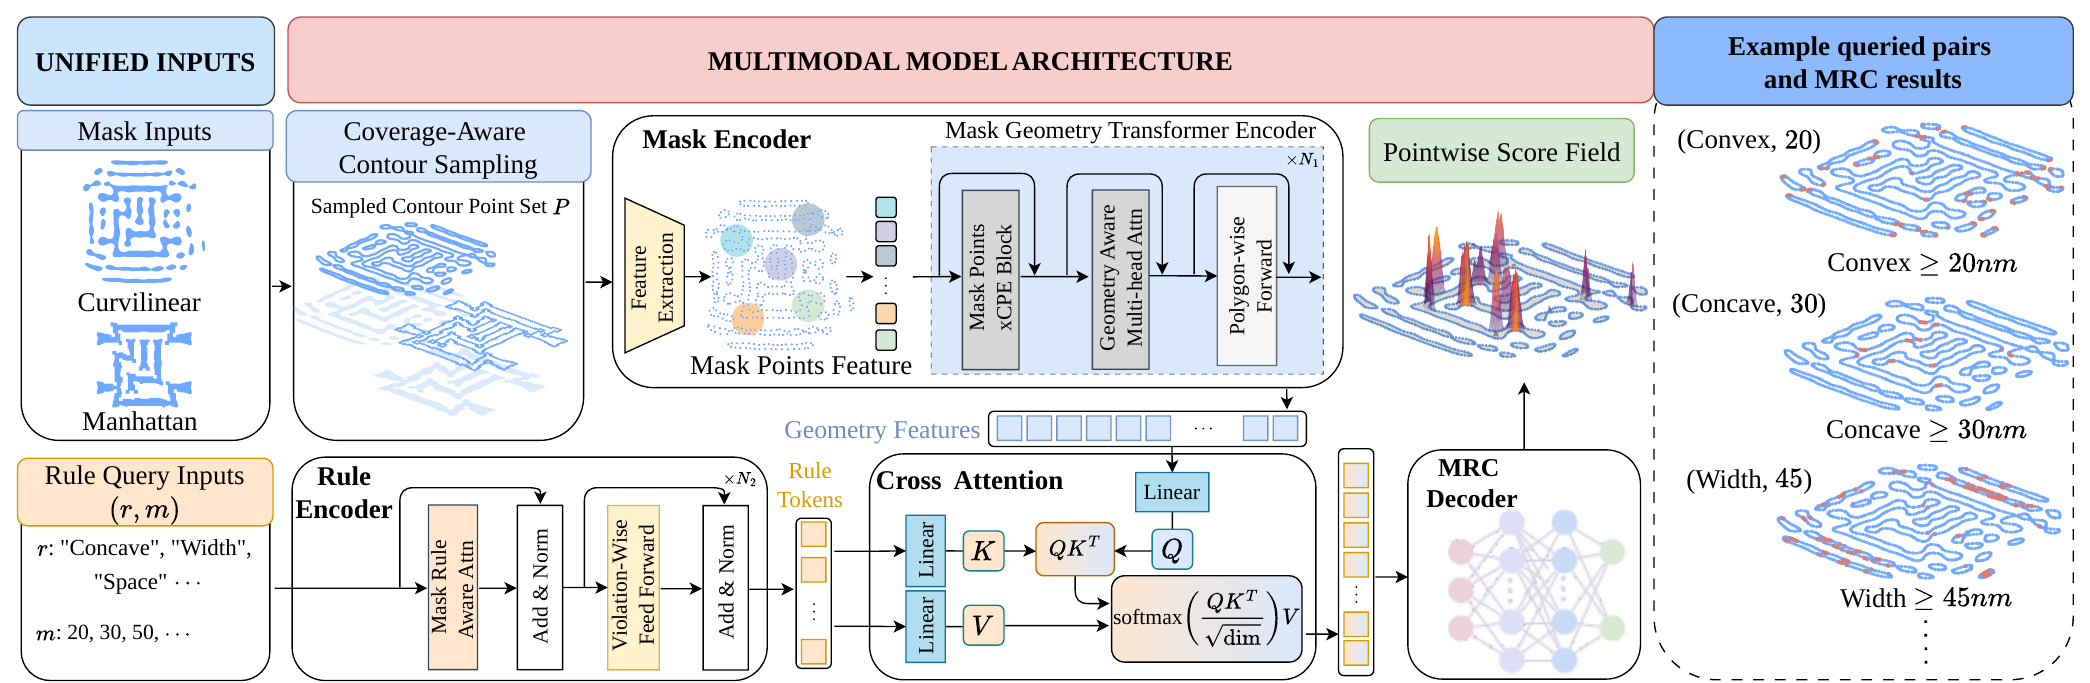 UNIFIED INPUTS
MULTIMODAL MODEL ARCHITECTURE
Example queried pairs
and MRC results
Mask Inputs
Curvilinear
Manhattan
Coverage-Aware
Contour Sampling
Sampled Contour Point Set P
Mask Encoder
Feature
Extraction
Mask Points Feature
Mask Geometry Transformer Encoder
×N₁
Mask Points
xCPE Block
Geometry Aware
Multi-head Attn
Polygon-wise
Forward
Pointwise Score Field
(Convex, 20)
Convex ≥ 20nm
(Concave, 30)
Concave ≥ 30nm
(Width, 45)
Width ≥ 45nm
Geometry Features
...
Rule Query Inputs
(r, m)
r: "Concave", "Width",
"Space" ···
m: 20, 30, 50, ···
Rule
Encoder
×N₂
Mask Rule
Aware Attn
Add & Norm
Violation-Wise
Feed Forward
Add & Norm
Rule
Tokens
Cross Attention
Linear
Linear
K
QKᵀ
Q
Linear
V
softmax(QKᵀ/√dim)V
MRC
Decoder